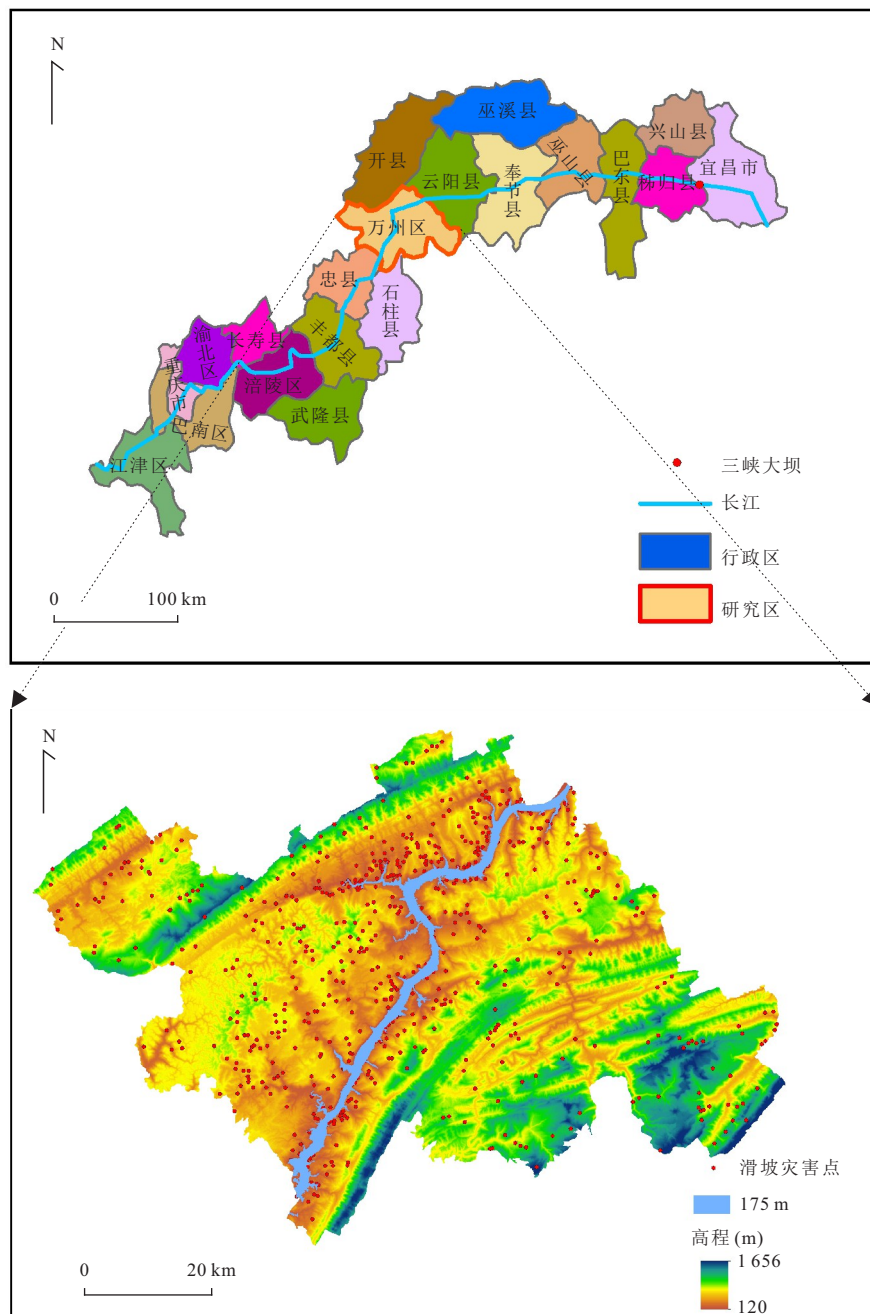 N
巫溪县
兴山县
开县
宜昌市
巫山县
巴东县
云阳县
奉节县
秭归县
万州区
忠县
石柱县
丰都县
渝北区
长寿县
重庆市
涪陵区
武隆县
巴南区
江津区
三峡大坝
长江
行政区
研究区
0 100 km
N
滑坡灾害点
175 m
高程 (m)
1 656
120
0 20 km